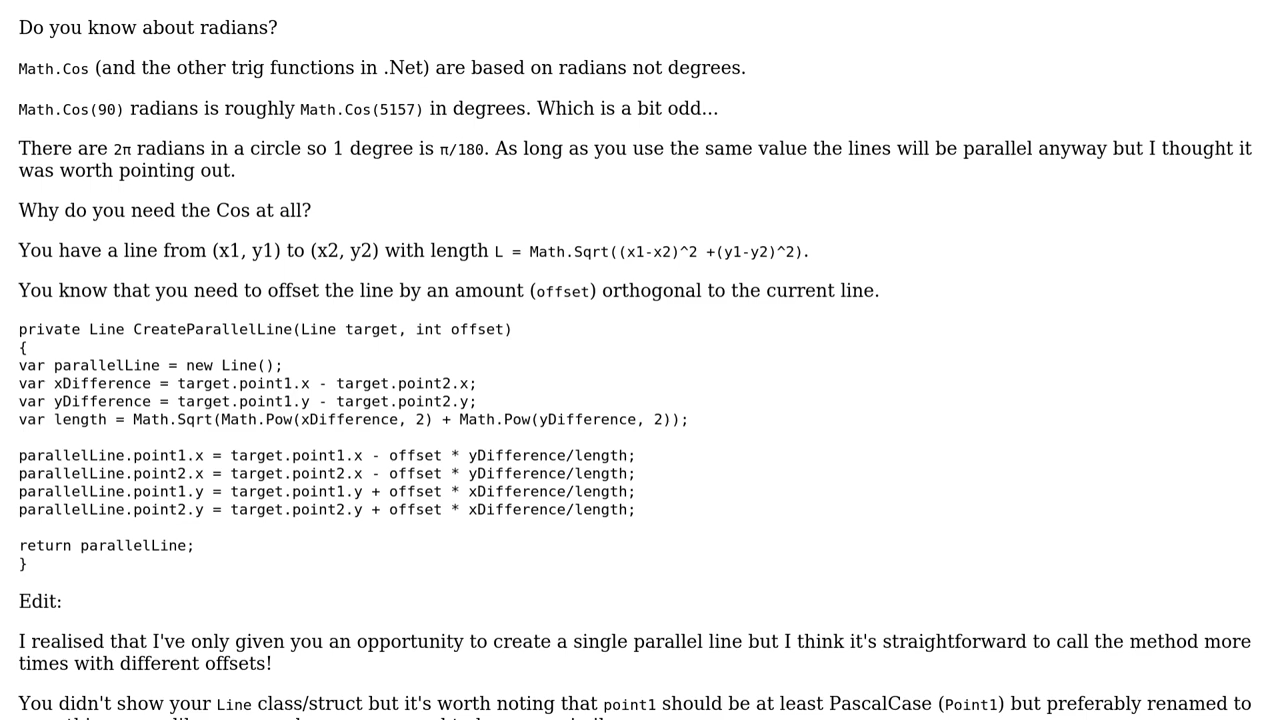 Do you know about radians?
Math.Cos (and the other trig functions in .Net) are based on radians not degrees.
Math.Cos(90) radians is roughly Math.Cos(5157) in degrees. Which is a bit odd...
There are 2π radians in a circle so 1 degree is π/180. As long as you use the same value the lines will be parallel anyway but I thought it
was worth pointing out.
Why do you need the Cos at all?
You have a line from (x1, y1) to (x2, y2) with length L = Math.Sqrt((x1-x2)^2 +(y1-y2)^2).
You know that you need to offset the line by an amount (offset) orthogonal to the current line.
private Line CreateParallelLine(Line target, int offset)
{
var parallelLine = new Line();
var xDifference = target.point1.x - target.point2.x;
var yDifference = target.point1.y - target.point2.y;
var length = Math.Sqrt(Math.Pow(xDifference, 2) + Math.Pow(yDifference, 2));
parallelLine.point1.x = target.point1.x - offset * yDifference/length;
parallelLine.point2.x = target.point2.x - offset * yDifference/length;
parallelLine.point1.y = target.point1.y + offset * xDifference/length;
parallelLine.point2.y = target.point2.y + offset * xDifference/length;
return parallelLine;
}
Edit:
I realised that I've only given you an opportunity to create a single parallel line but I think it's straightforward to call the method more
times with different offsets!
You didn't show your Line class/struct but it's worth noting that point1 should be at least PascalCase (Point1) but preferably renamed to